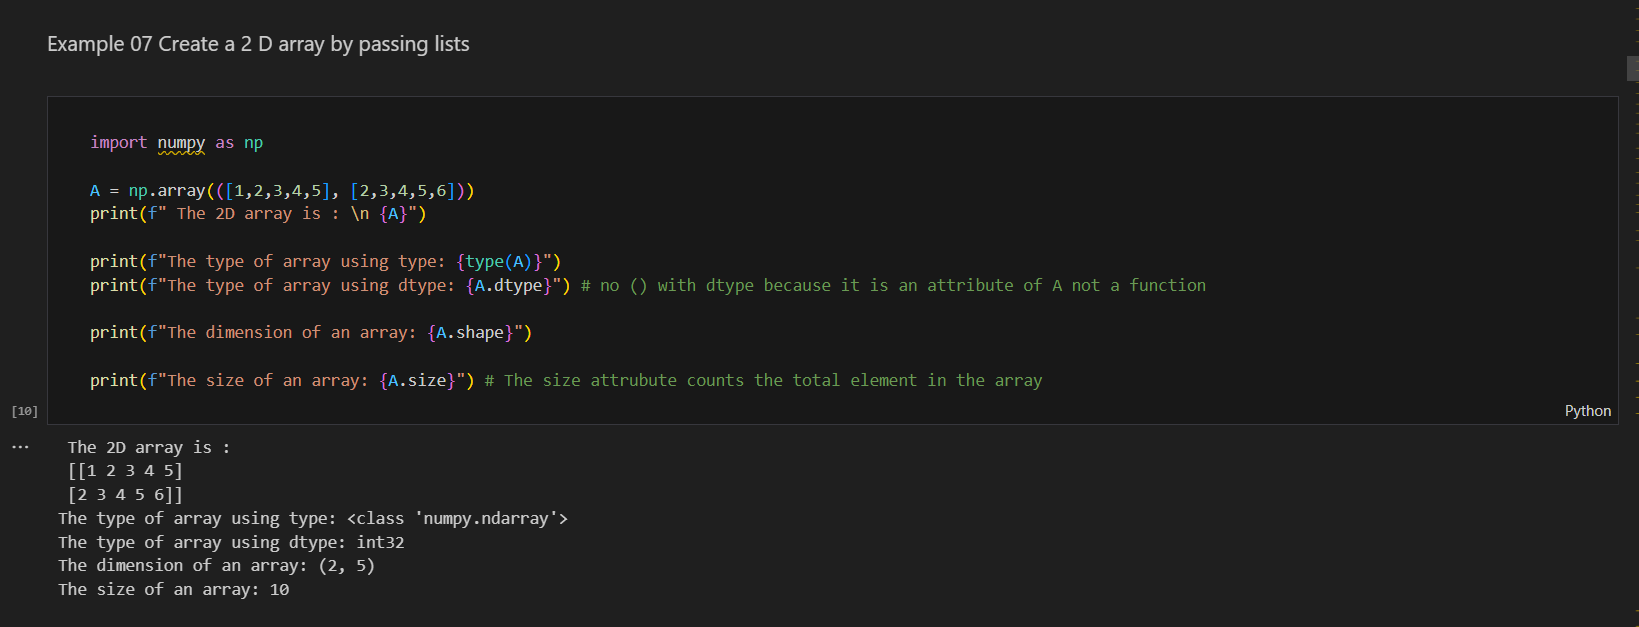 Example 07 Create a 2 D array by passing lists
import numpy as np
A = np.array(([1,2,3,4,5], [2,3,4,5,6]))
print(f" The 2D array is : \n {A}")
print(f"The type of array using type: {type(A)}")
print(f"The type of array using dtype: {A.dtype}") # no () with dtype because it is an attribute of A not a function
print(f"The dimension of an array: {A.shape}")
print(f"The size of an array: {A.size}") # The size attrubute counts the total element in the array
[10]
Python
...
The 2D array is :
[[1 2 3 4 5]
[2 3 4 5 6]]
The type of array using type: <class 'numpy.ndarray'>
The type of array using dtype: int32
The dimension of an array: (2, 5)
The size of an array: 10